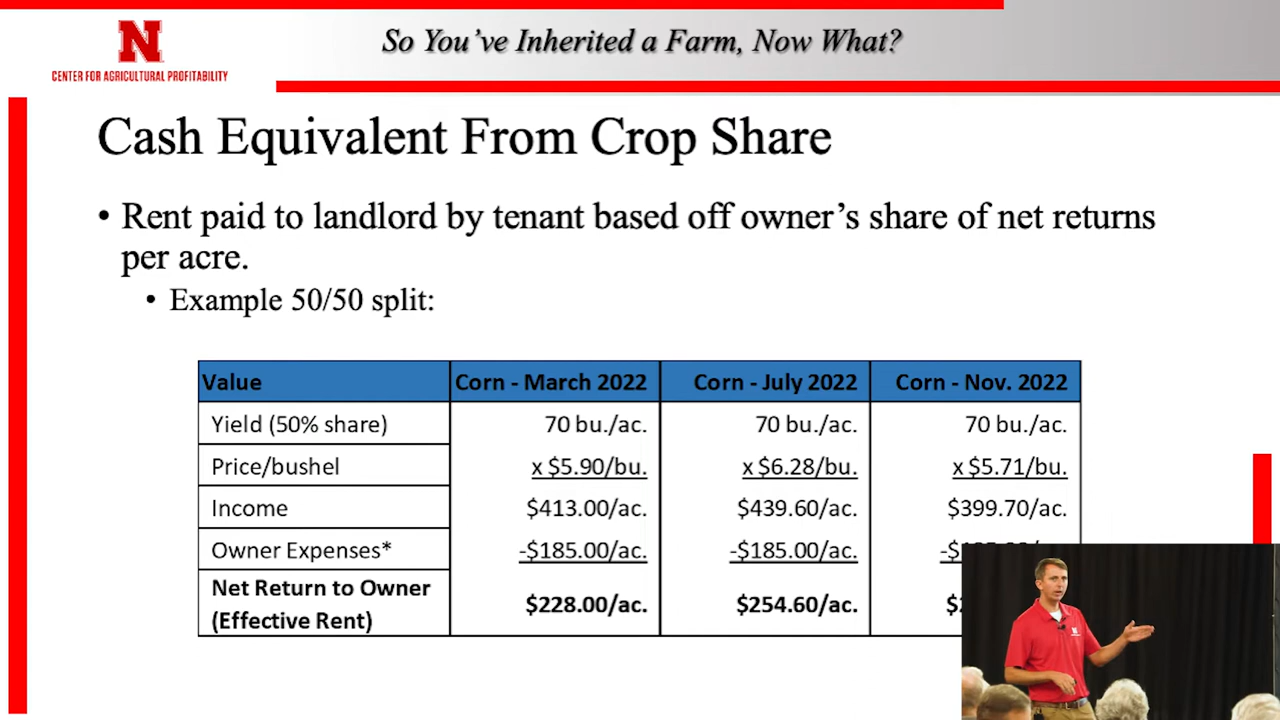 So You've Inherited a Farm, Now What?
N
CENTER FOR AGRICULTURAL PROFITABILITY
Cash Equivalent From Crop Share
• Rent paid to landlord by tenant based off owner's share of net returns
per acre.
• Example 50/50 split:
Value Corn - March 2022 Corn - July 2022 Corn - Nov. 2022
Yield (50% share) 70 bu./ac. 70 bu./ac. 70 bu./ac.
Price/bushel x $5.90/bu. x $6.28/bu. x $5.71/bu.
Income $413.00/ac. $439.60/ac. $399.70/ac.
Owner Expenses* -$185.00/ac. -$185.00/ac. -$
Net Return to Owner
(Effective Rent) $228.00/ac. $254.60/ac. $
N